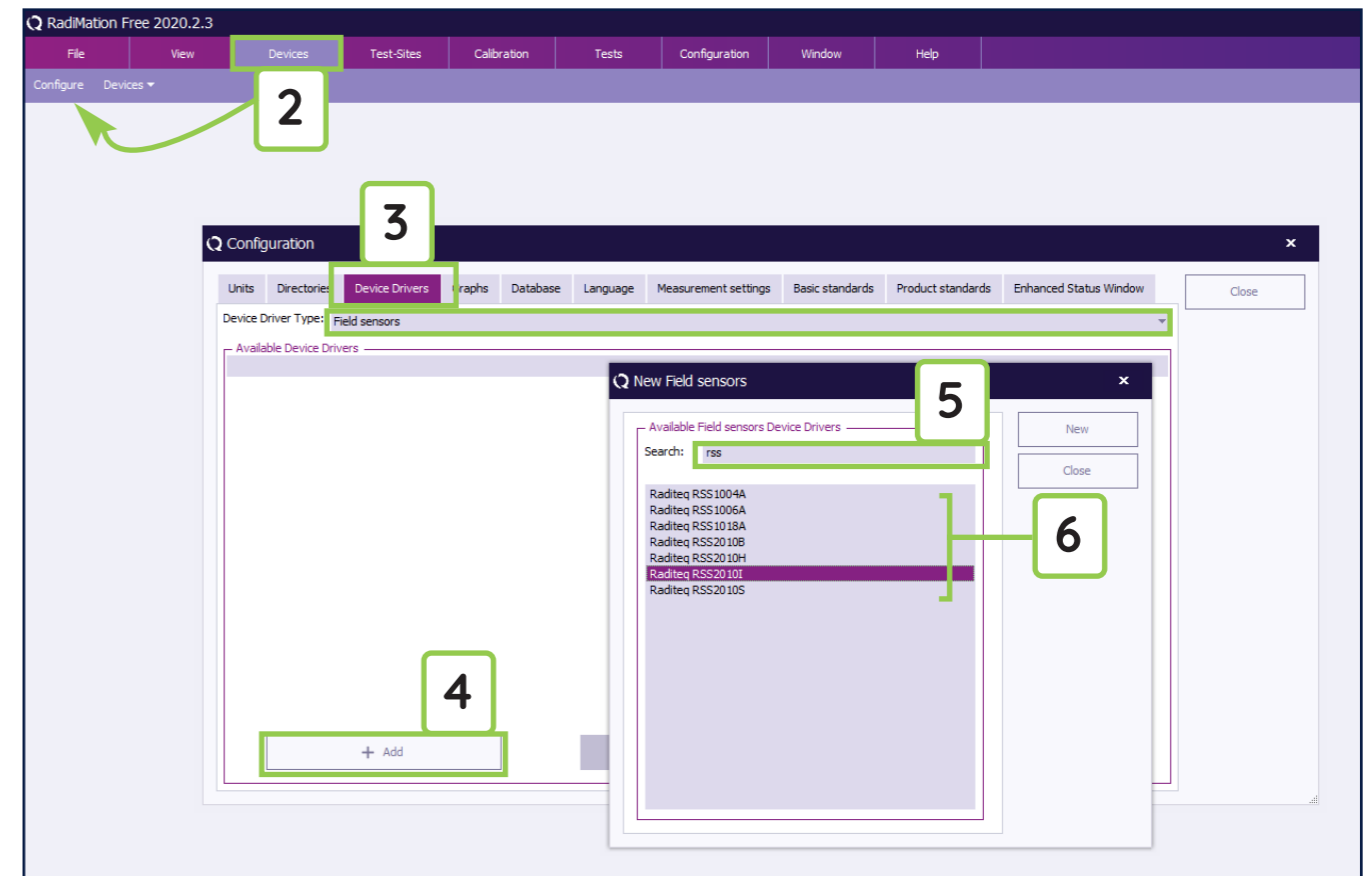 RadiMation Free 2020.2.3
File View Devices Test-Sites Calibration Tests Configuration Window Help
Configure Devices
2
3
Configuration
Units Directories Device Drivers Graphs Database Language Measurement settings Basic standards Product standards Enhanced Status Window
Close
Device Driver Type: Field sensors
Available Device Drivers
4
+ Add
New Field sensors
5
Available Field sensors Device Drivers
Search: rss
Raditeq RSS1004A
Raditeq RSS1006A
Raditeq RSS1018A
Raditeq RSS2010B
Raditeq RSS2010H
Raditeq RSS2010I
Raditeq RSS2010S
6
New
Close